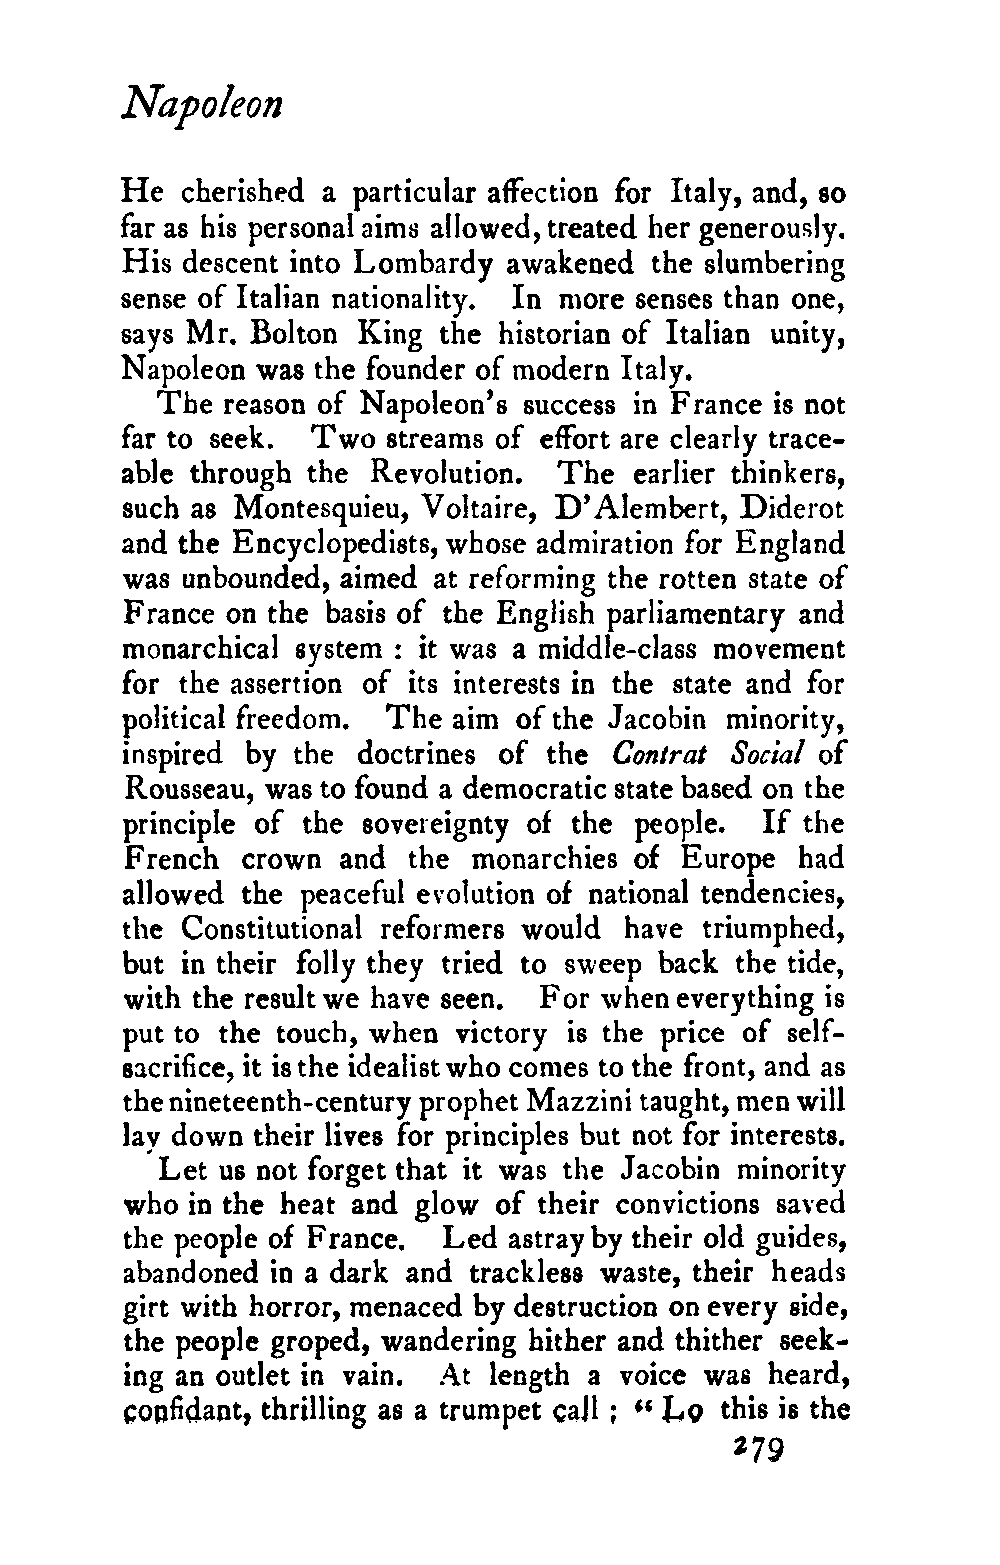 Napoleon
He cherished a particular affection for Italy, and, so
far as his personal aims allowed, treated her generously.
His descent into Lombardy awakened the slumbering
sense of Italian nationality. In more senses than one,
says Mr. Bolton King the historian of Italian unity,
Napoleon was the founder of modern Italy.
The reason of Napoleon's success in France is not
far to seek. Two streams of effort are clearly trace-
able through the Revolution. The earlier thinkers,
such as Montesquieu, Voltaire, D'Alembert, Diderot
and the Encyclopedists, whose admiration for England
was unbounded, aimed at reforming the rotten state of
France on the basis of the English parliamentary and
monarchical system : it was a middle-class movement
for the assertion of its interests in the state and for
political freedom. The aim of the Jacobin minority,
inspired by the doctrines of the Contrat Social of
Rousseau, was to found a democratic state based on the
principle of the sovereignty of the people. If the
French crown and the monarchies of Europe had
allowed the peaceful evolution of national tendencies,
the Constitutional reformers would have triumphed,
but in their folly they tried to sweep back the tide,
with the result we have seen. For when everything is
put to the touch, when victory is the price of self-
sacrifice, it is the idealist who comes to the front, and as
the nineteenth-century prophet Mazzini taught, men will
lay down their lives for principles but not for interests.
Let us not forget that it was the Jacobin minority
who in the heat and glow of their convictions saved
the people of France. Led astray by their old guides,
abandoned in a dark and trackless waste, their heads
girt with horror, menaced by destruction on every side,
the people groped, wandering hither and thither seek-
ing an outlet in vain. At length a voice was heard,
confidant, thrilling as a trumpet call ; “ Lo this is the
279